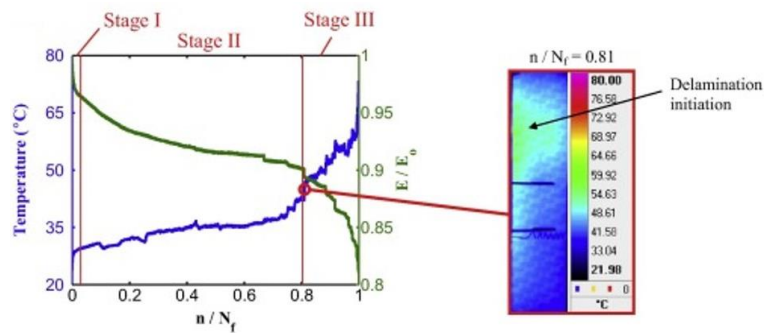 Stage I
Stage II
Stage III
80
65
50
35
20
Temperature (°C)
0
0.2
0.4
0.6
0.8
1
n / Nf
1
0.95
0.9
0.85
0.8
E / Eo
n / Nf = 0.81
80.00
76.58
72.92
68.97
64.66
59.92
54.63
48.61
41.58
33.04
21.98
0
°C
Delamination
initiation